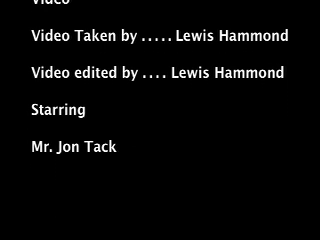 Video
Video Taken by . . . . . Lewis Hammond
Video edited by . . . . Lewis Hammond
Starring
Mr. Jon Tack